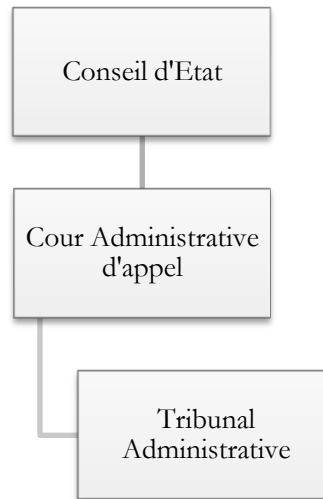 Conseil d'Etat
Cour Administrative
d'appel
Tribunal
Administrative